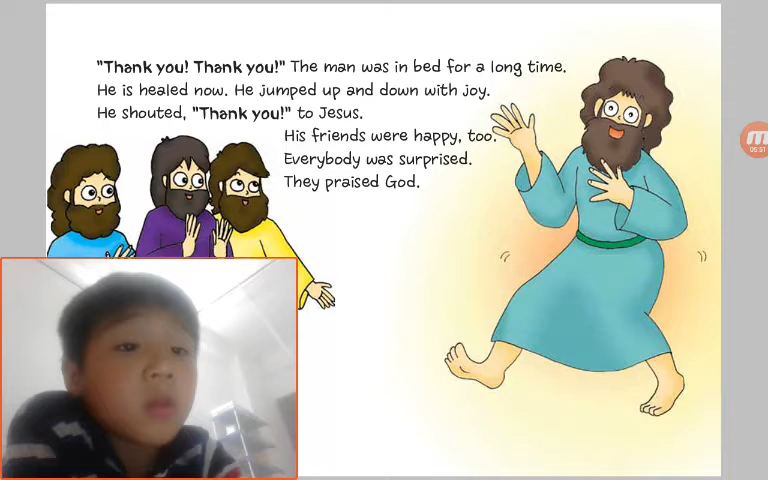 "Thank you! Thank you!" The man was in bed for a long time.
He is healed now. He jumped up and down with joy.
He shouted, "Thank you!" to Jesus.
His friends were happy, too.
Everybody was surprised.
They praised God.
M
05:51